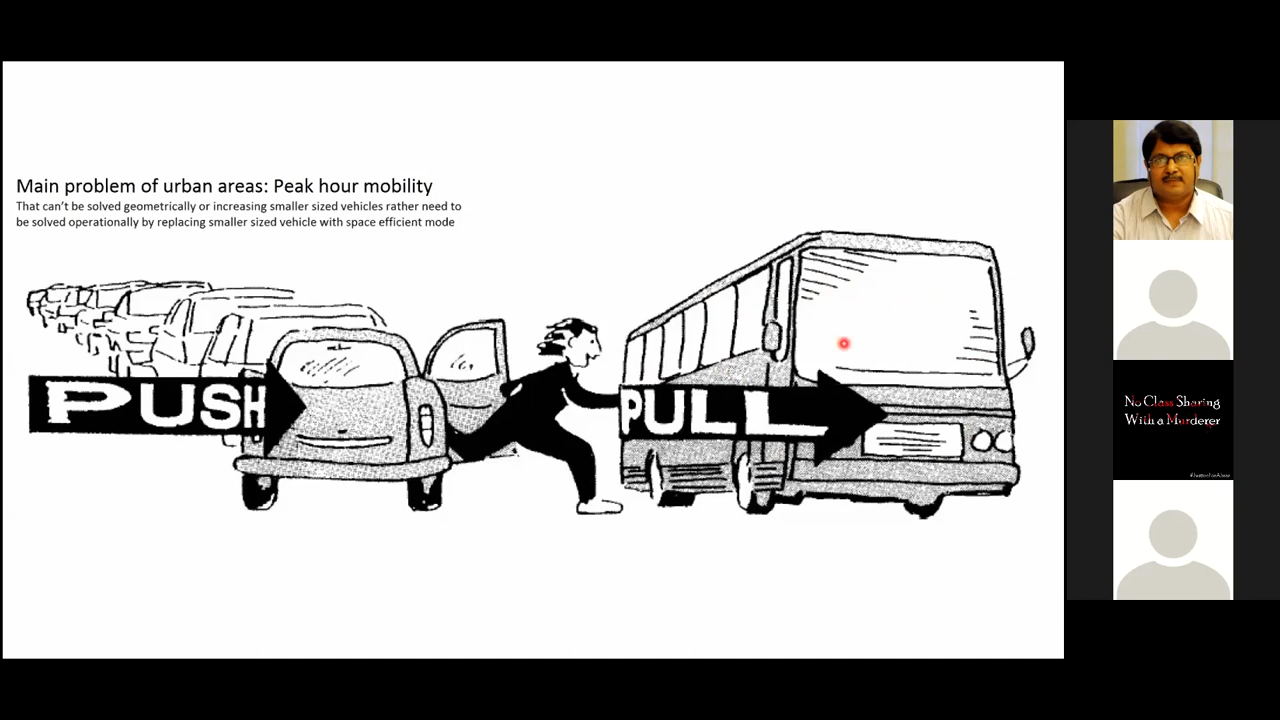 Main problem of urban areas: Peak hour mobility
That can't be solved geometrically or increasing smaller sized vehicles rather need to
be solved operationally by replacing smaller sized vehicle with space efficient mode
PUSH
PULL
No Class Sharing
With a Murderer